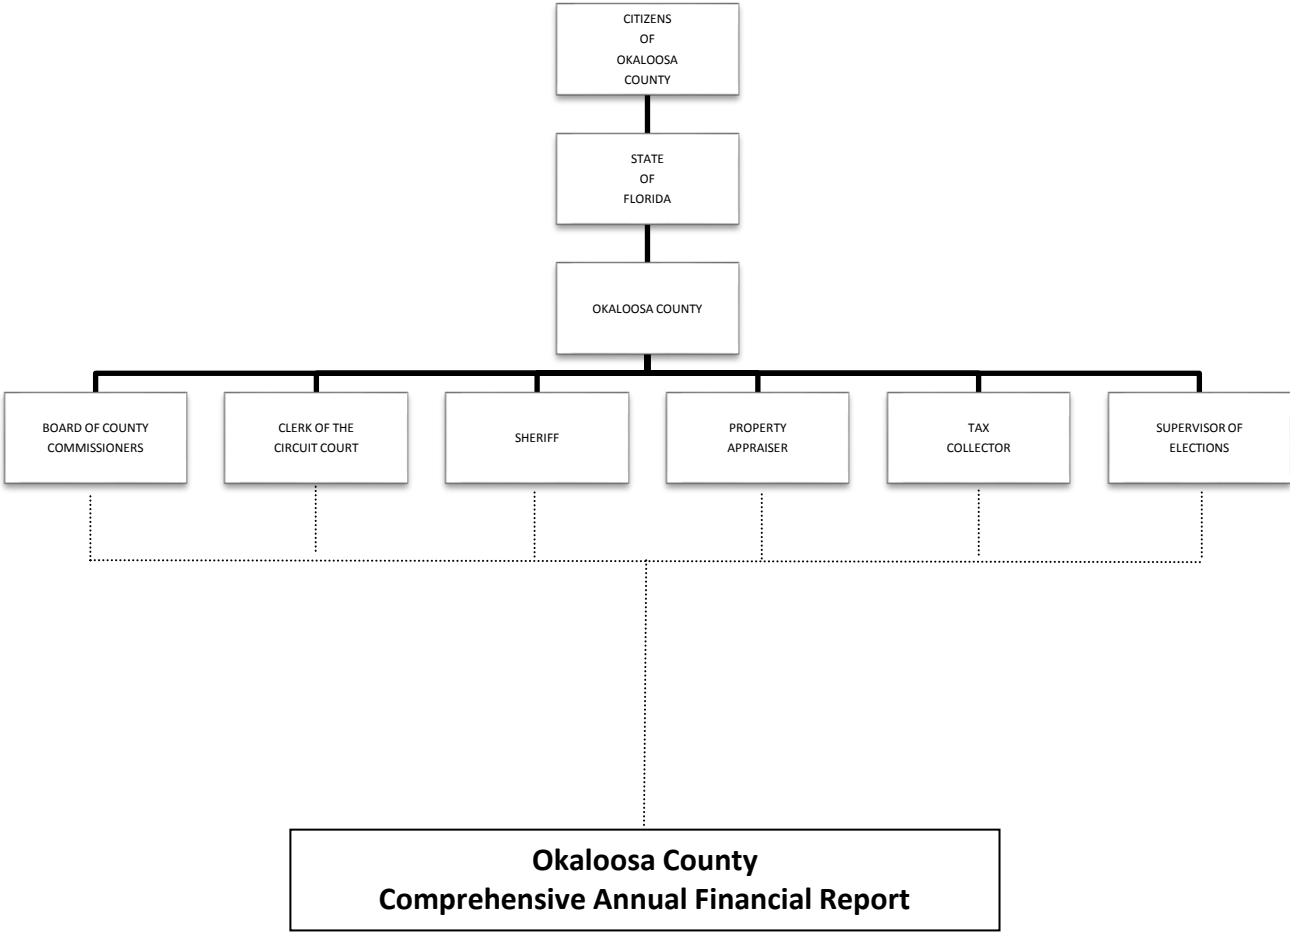 CITIZENS
OF
OKALOOSA
COUNTY
STATE
OF
FLORIDA
OKALOOSA COUNTY
BOARD OF COUNTY
COMMISSIONERS
CLERK OF THE
CIRCUIT COURT
SHERIFF
PROPERTY
APPRAISER
TAX
COLLECTOR
SUPERVISOR OF
ELECTIONS
Okaloosa County
Comprehensive Annual Financial Report